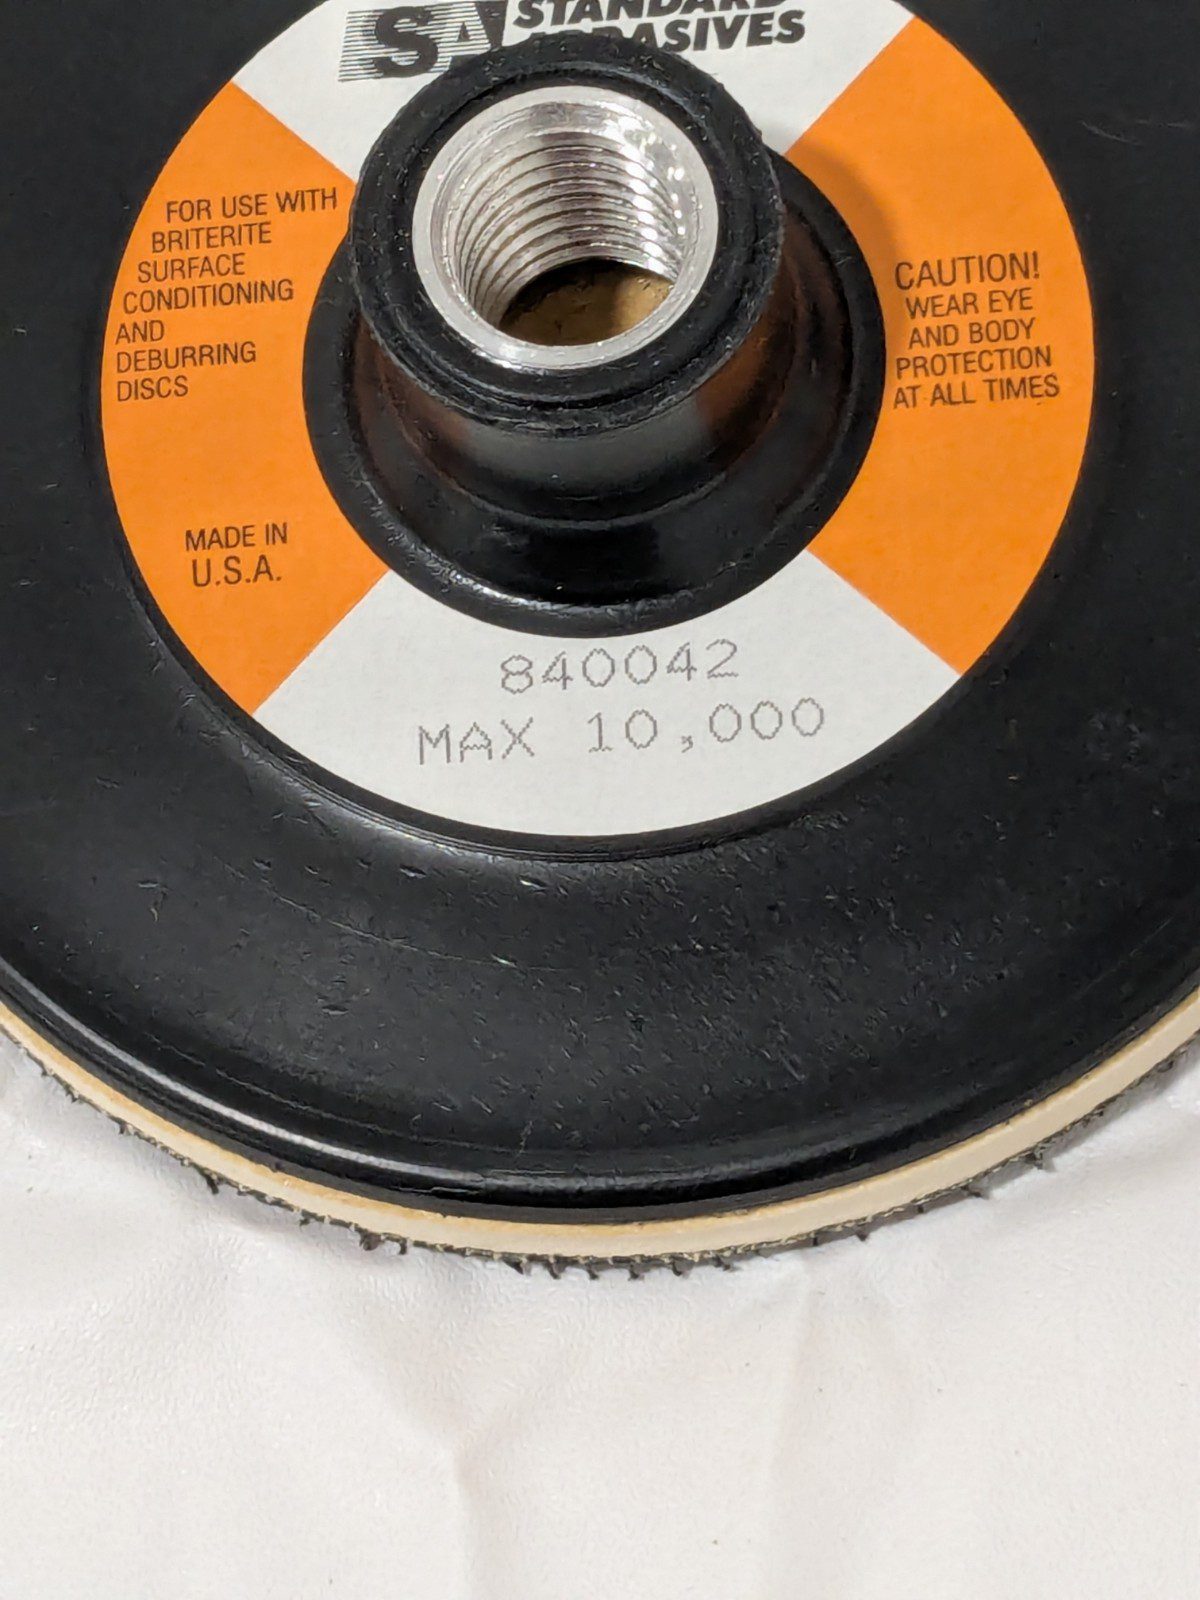 SA STANDARD
ABRASIVES
FOR USE WITH
BRITERITE
SURFACE
CONDITIONING
AND
DEBURRING
DISCS
MADE IN
U.S.A.
CAUTION!
WEAR EYE
AND BODY
PROTECTION
AT ALL TIMES
840042
MAX 10,000